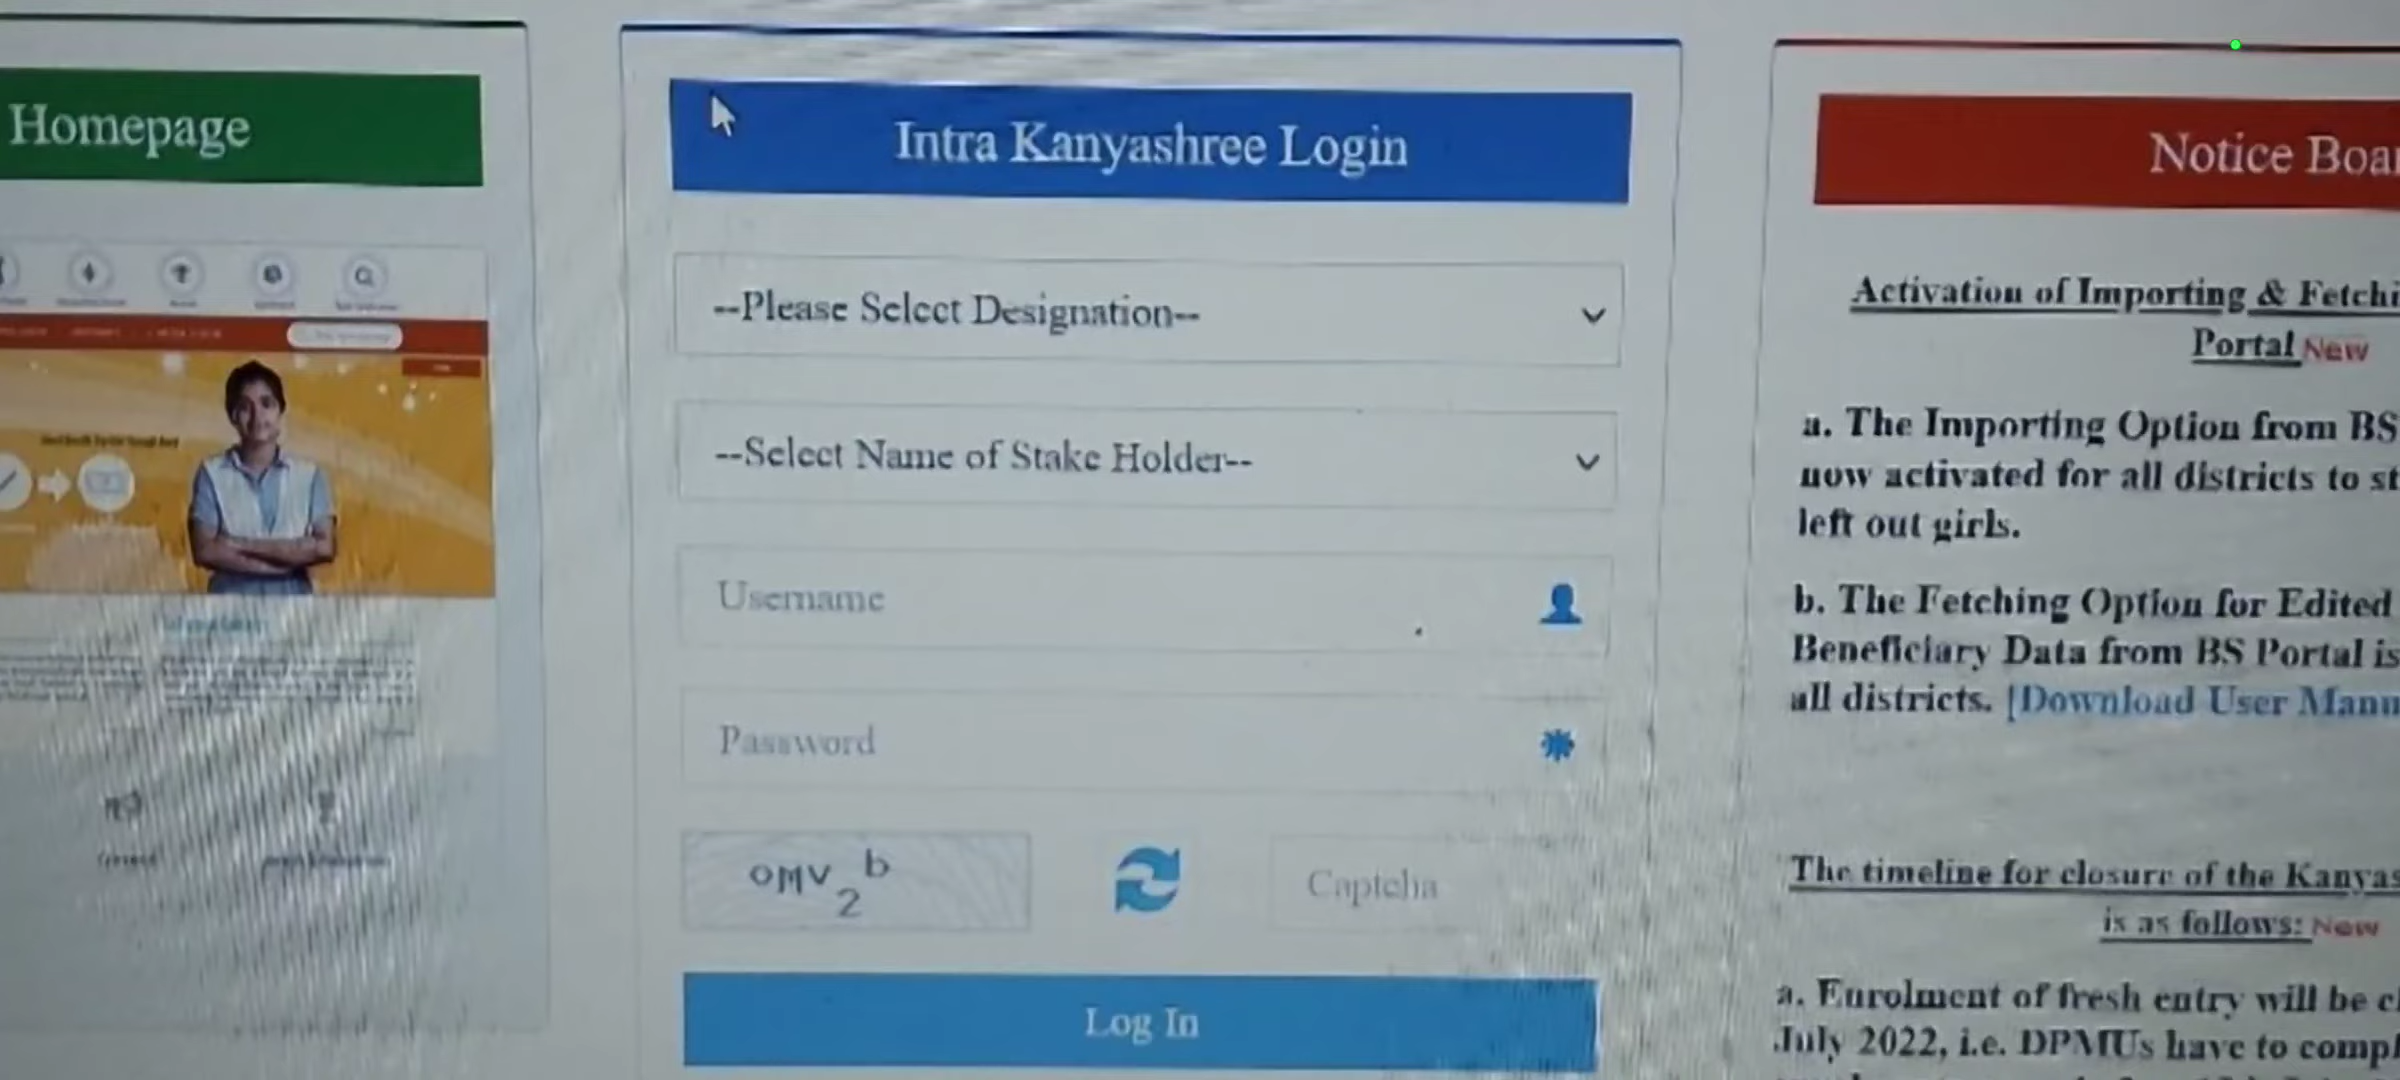 Homepage
Intra Kanyashree Login
--Please Select Designation--
--Select Name of Stake Holder--
Username
Password
OMV2b
Captcha
Log In
Notice Boar
Activation of Importing & Fetchi
Portal New
a. The Importing Option from BS
now activated for all districts to st
left out girls.
b. The Fetching Option for Edited
Beneficiary Data from BS Portal is
all districts. [Download User Manu
The timeline for closure of the Kanyas
is as follows: New
a. Enrolment of fresh entry will be cl
July 2022, i.e. DPMUs have to compl